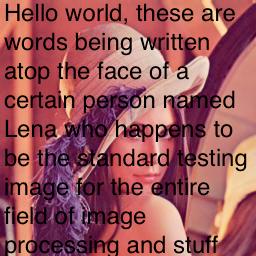 Hello world, these are
words being written
atop the face of a
certain person named
Lena who happens to
be the standard testing
image for the entire
field of image
processing and stuff